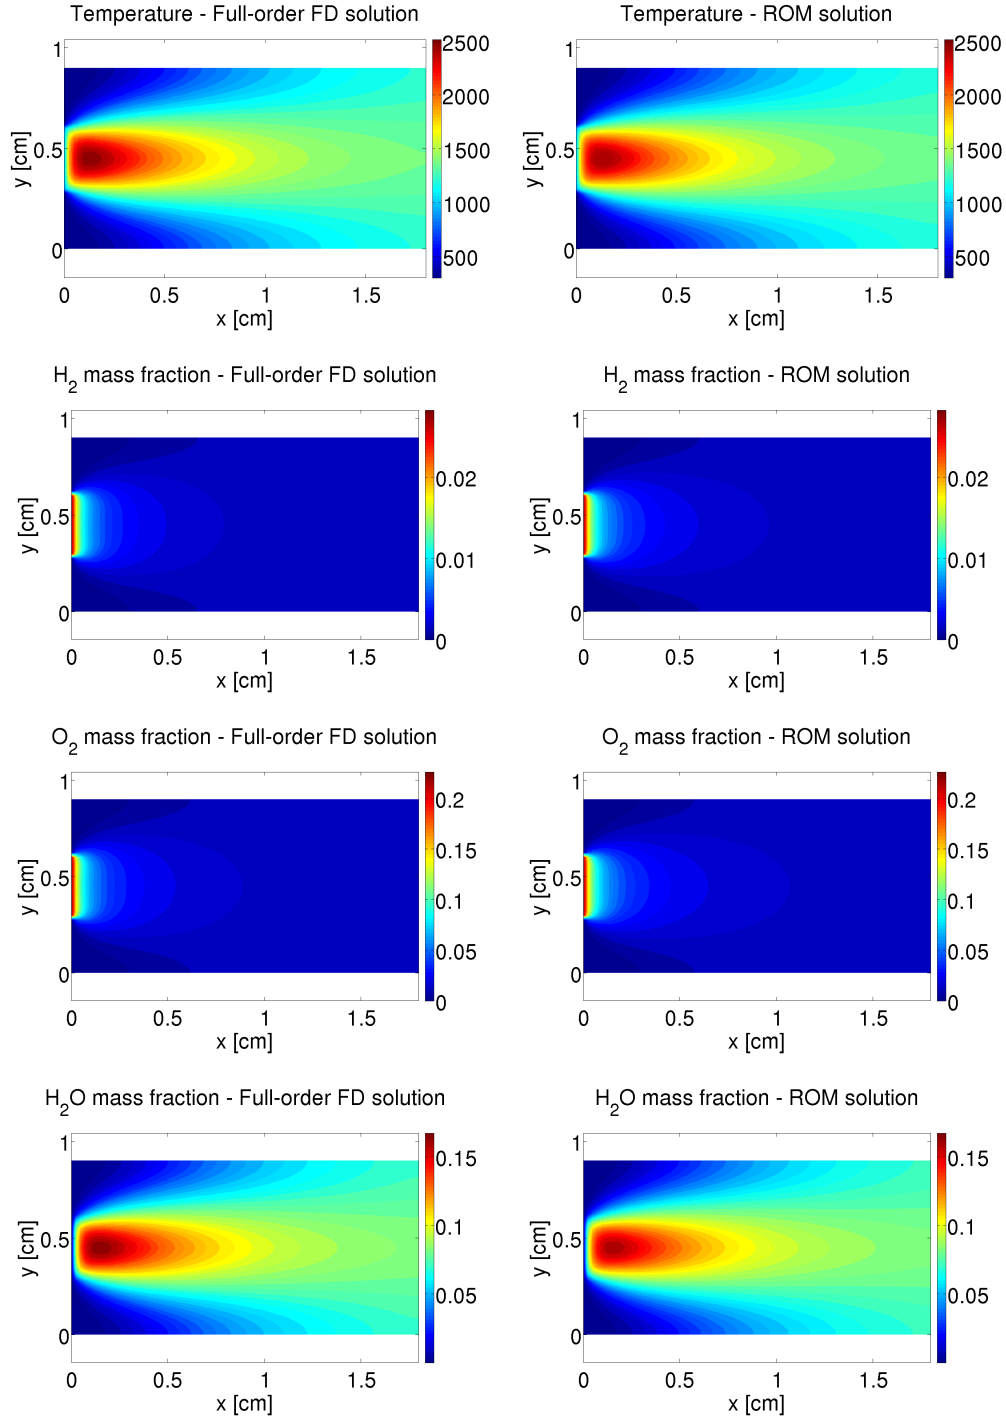 Temperature - Full-order FD solution
Temperature - ROM solution
1
0.5
0
y [cm]
0 0.5 1 1.5
x [cm]
2500
2000
1500
1000
500
1
0.5
0
y [cm]
0 0.5 1 1.5
x [cm]
2500
2000
1500
1000
500
H2 mass fraction - Full-order FD solution
H2 mass fraction - ROM solution
1
0.5
0
y [cm]
0 0.5 1 1.5
x [cm]
0.02
0.01
0
1
0.5
0
y [cm]
0 0.5 1 1.5
x [cm]
0.02
0.01
0
O2 mass fraction - Full-order FD solution
O2 mass fraction - ROM solution
1
0.5
0
y [cm]
0 0.5 1 1.5
x [cm]
0.2
0.15
0.1
0.05
0
1
0.5
0
y [cm]
0 0.5 1 1.5
x [cm]
0.2
0.15
0.1
0.05
0
H2O mass fraction - Full-order FD solution
H2O mass fraction - ROM solution
1
0.5
0
y [cm]
0 0.5 1 1.5
x [cm]
0.15
0.1
0.05
1
0.5
0
y [cm]
0 0.5 1 1.5
x [cm]
0.15
0.1
0.05